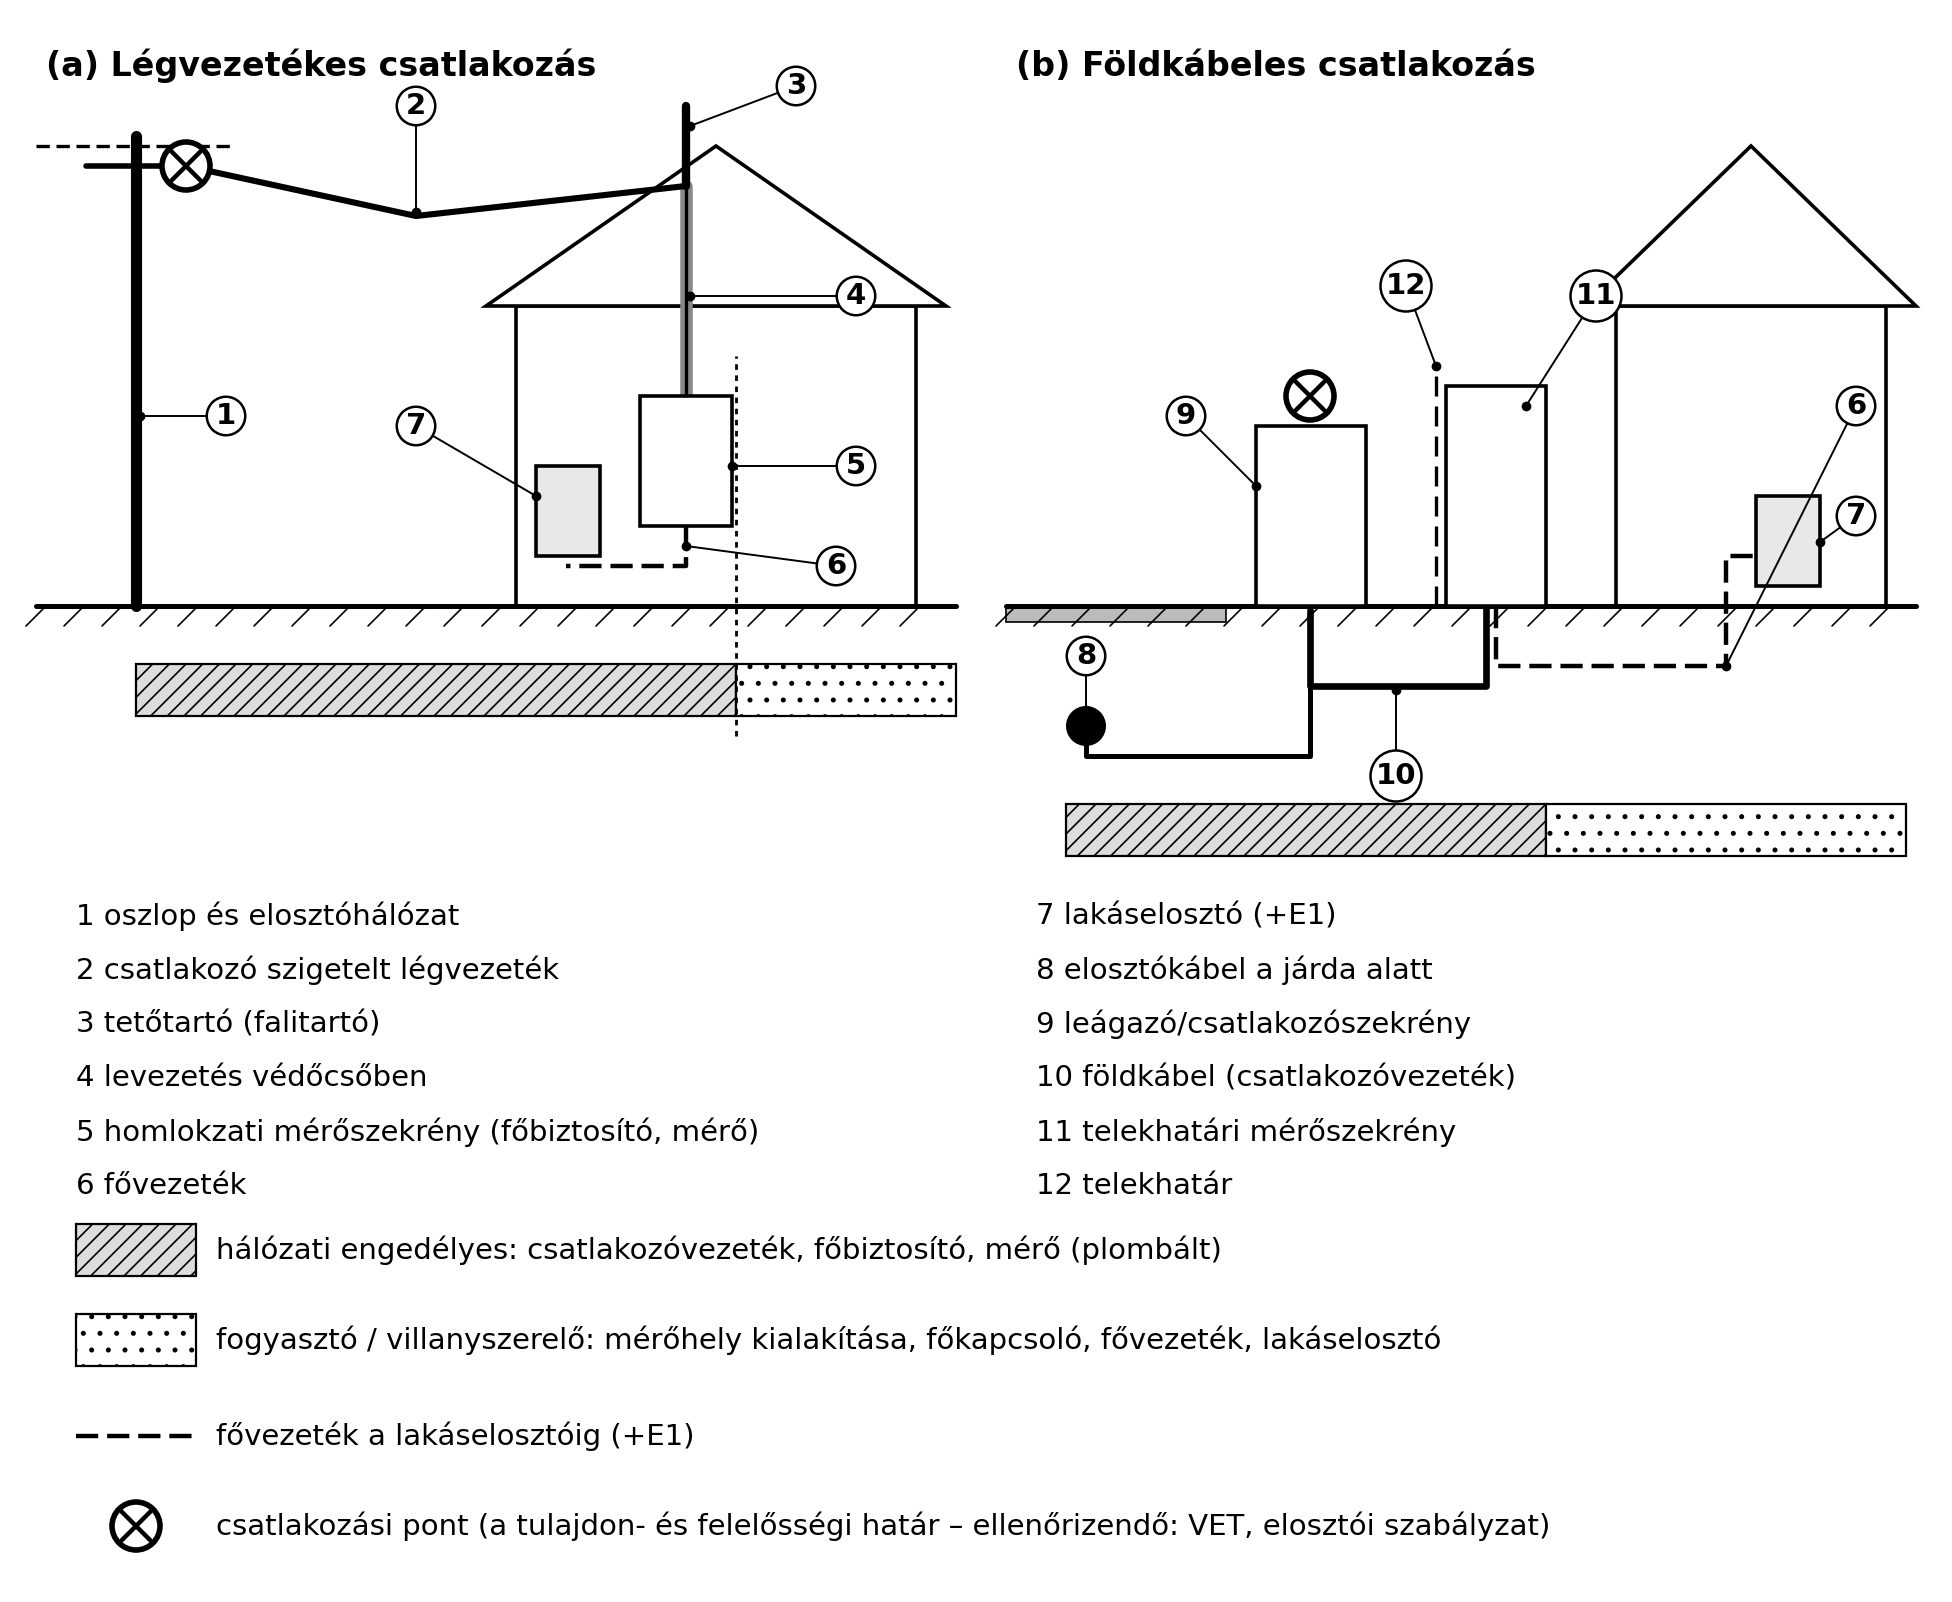 (a) Légvezetékes csatlakozás
2
3
4
1
7
5
6
(b) Földkábeles csatlakozás
12
11
9
6
7
8
10
1 oszlop és elosztóhálózat
2 csatlakozó szigetelt légvezeték
3 tetőtartó (falitartó)
4 levezetés védőcsőben
5 homlokzati mérőszekrény (főbiztosító, mérő)
6 fővezeték
7 lakáselosztó (+E1)
8 elosztókábel a járda alatt
9 leágazó/csatlakozószekrény
10 földkábel (csatlakozóvezeték)
11 telekhatári mérőszekrény
12 telekhatár
hálózati engedélyes: csatlakozóvezeték, főbiztosító, mérő (plombált)
fogyasztó / villanyszerelő: mérőhely kialakítása, főkapcsoló, fővezeték, lakáselosztó
fővezeték a lakáselosztóig (+E1)
csatlakozási pont (a tulajdon- és felelősségi határ – ellenőrizendő: VET, elosztói szabályzat)